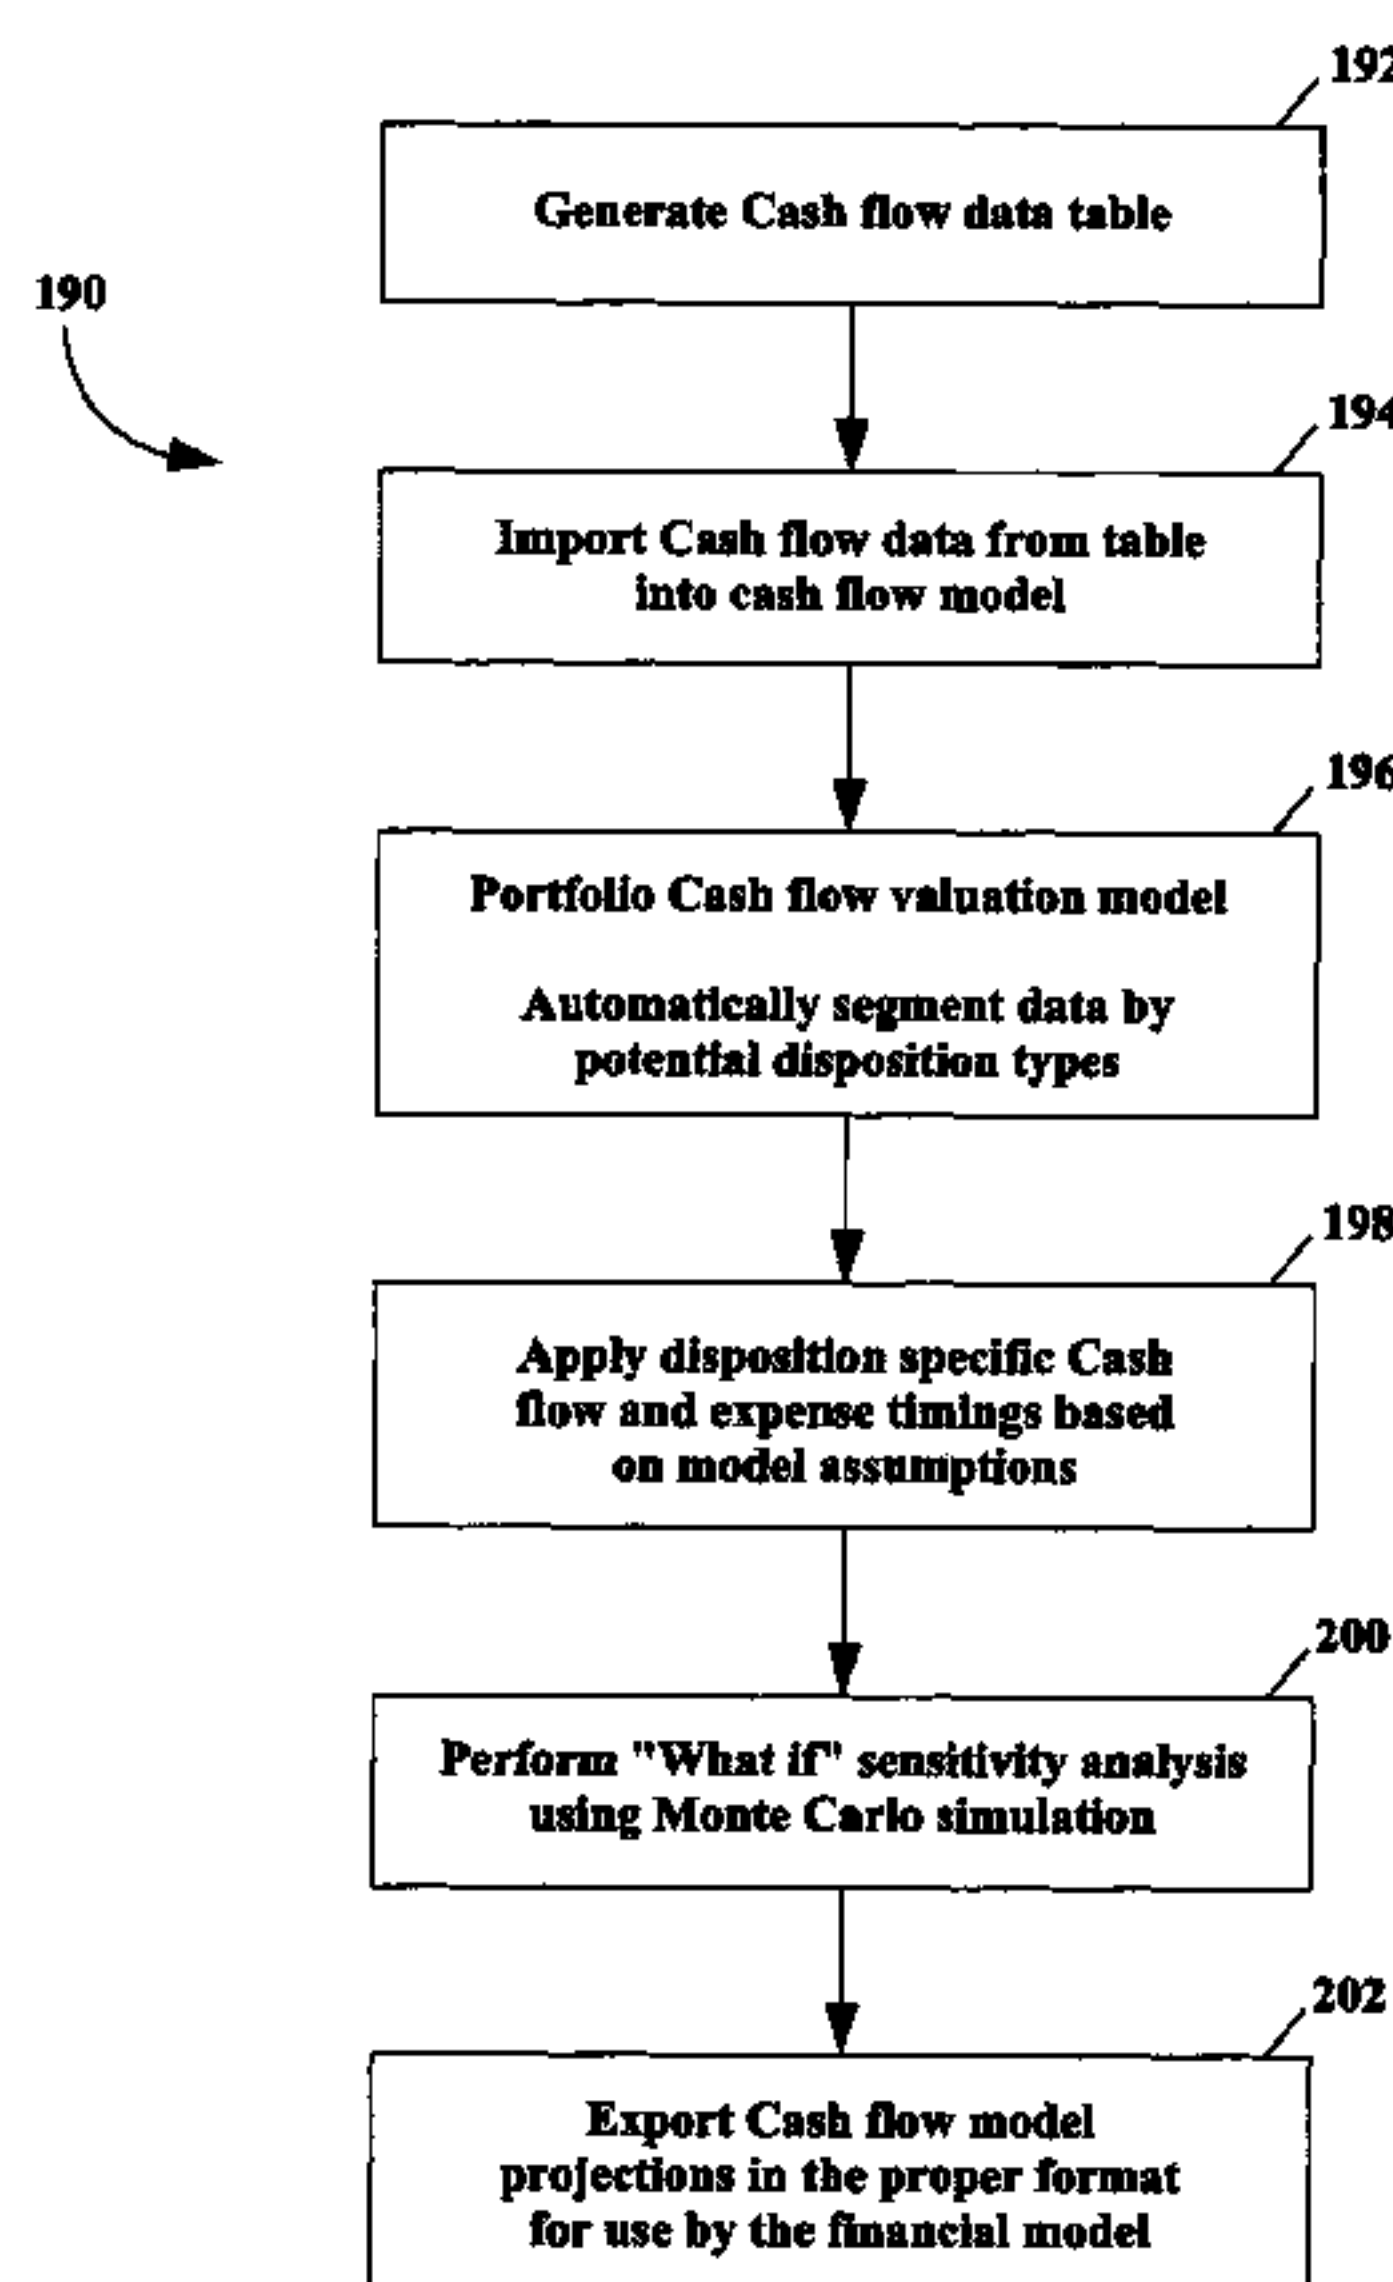 192
Generate Cash flow data table
190
194
Import Cash flow data from table
into cash flow model
196
Portfolio Cash flow valuation model
Automatically segment data by
potential disposition types
198
Apply disposition specific Cash
flow and expense timings based
on model assumptions
200
Perform "What if" sensitivity analysis
using Monte Carlo simulation
202
Export Cash flow model
projections in the proper format
for use by the financial model